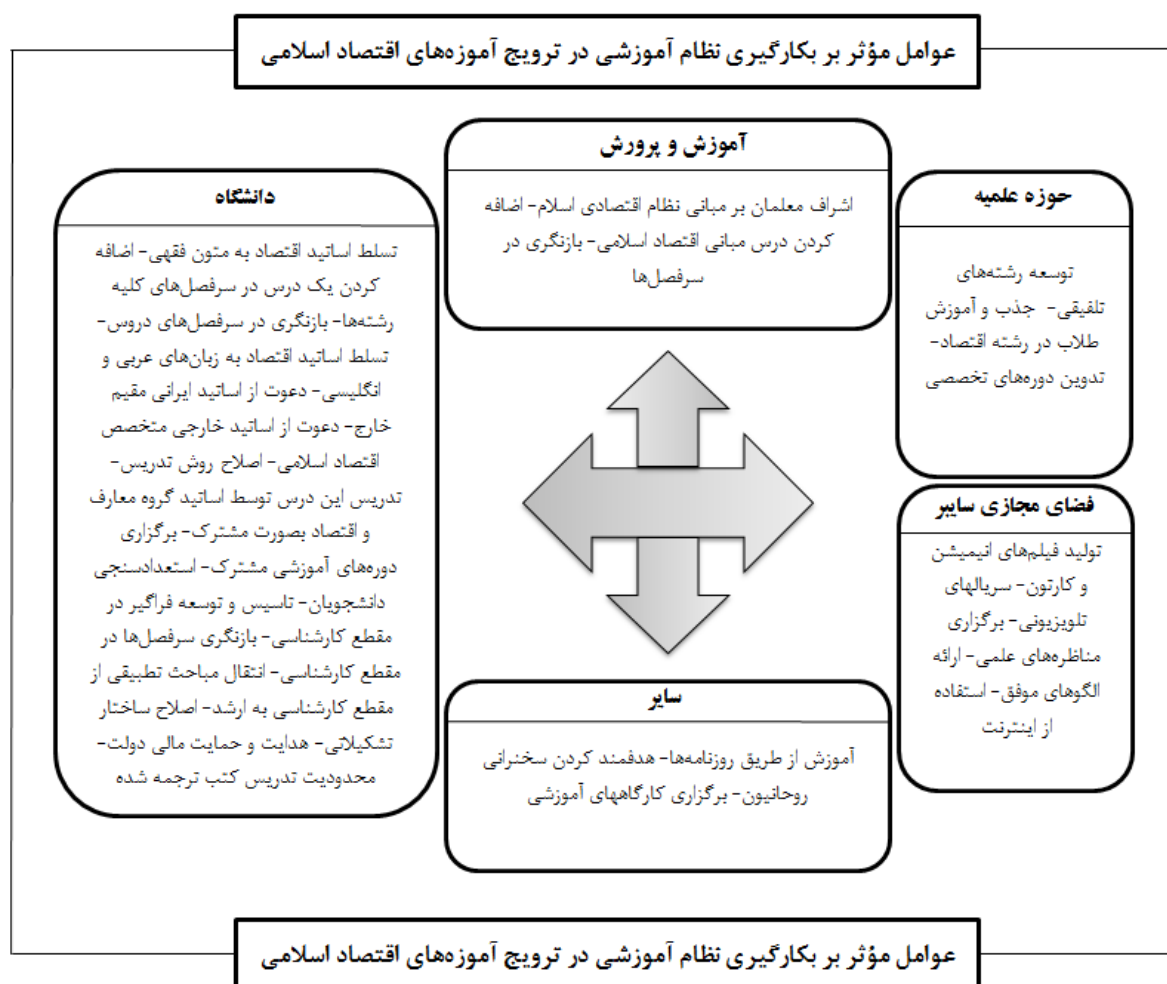 عوامل مؤثر بر بکارگیری نظام آموزشی در ترویج آموزه‌های اقتصاد اسلامی
آموزش و پرورش
اشراف معلمان بر مبانی نظام اقتصادی اسلام- اضافه
کردن درس مبانی اقتصاد اسلامی- بازنگری در
سرفصل‌ها
حوزه علمیه
توسعه رشته‌های
تلفیقی- جذب و آموزش
طلاب در رشته اقتصاد-
تدوین دوره‌های تخصصی
دانشگاه
تسلط اساتید اقتصاد به متون فقهی- اضافه
کردن یک درس در سرفصل‌های کلیه
رشته‌ها- بازنگری در سرفصل‌های دروس-
تسلط اساتید اقتصاد به زبان‌های عربی و
انگلیسی- دعوت از اساتید ایرانی مقیم
خارج- دعوت از اساتید خارجی متخصص
اقتصاد اسلامی- اصلاح روش تدریس-
تدریس این درس توسط اساتید گروه معارف
و اقتصاد بصورت مشترک- برگزاری
دوره‌های آموزشی مشترک- استعدادسنجی
دانشجویان- تاسیس و توسعه فراگیر در
مقطع کارشناسی- بازنگری سرفصل‌ها در
مقطع کارشناسی- انتقال مباحث تطبیقی از
مقطع کارشناسی به ارشد- اصلاح ساختار
تشکیلاتی- هدایت و حمایت مالی دولت-
محدودیت تدریس کتب ترجمه شده
فضای مجازی سایبر
تولید فیلم‌های انیمیشن
و کارتون- سریالهای
تلویزیونی- برگزاری
مناظره‌های علمی- ارائه
الگوهای موفق- استفاده
از اینترنت
سایر
آموزش از طریق روزنامه‌ها- هدفمند کردن سخنرانی
روحانیون- برگزاری کارگاههای آموزشی
عوامل مؤثر بر بکارگیری نظام آموزشی در ترویج آموزه‌های اقتصاد اسلامی